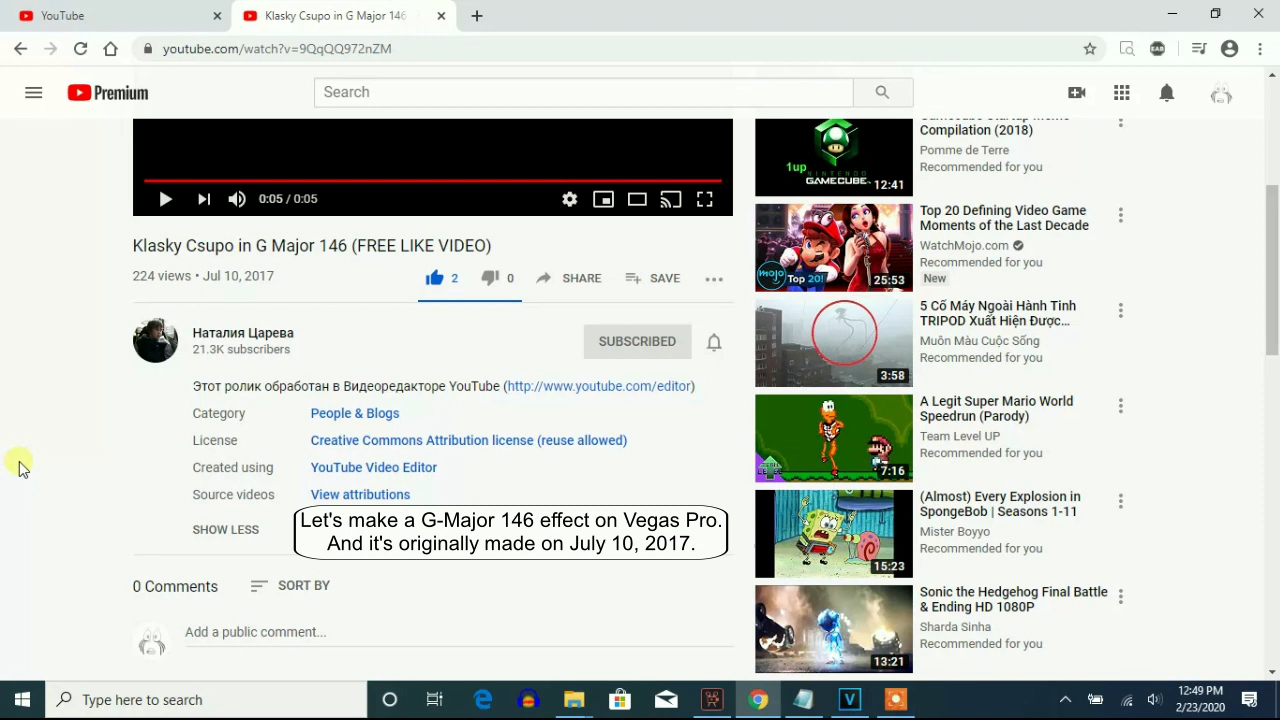 YouTube
Klasky Csupo in G Major 146
youtube.com/watch?v=9QqQQ972nZM
Premium
Search
0:05 / 0:05
Klasky Csupo in G Major 146 (FREE LIKE VIDEO)
224 views • Jul 10, 2017
2
0
SHARE
SAVE
Наталия Царева
21.3K subscribers
SUBSCRIBED
Этот ролик обработан в Видеоредакторе YouTube (http://www.youtube.com/editor)
Category People & Blogs
License Creative Commons Attribution license (reuse allowed)
Created using YouTube Video Editor
Source videos View attributions
SHOW LESS
Let's make a G-Major 146 effect on Vegas Pro.
And it's originally made on July 10, 2017.
0 Comments
SORT BY
Add a public comment...
1up
NINTENDO
GAMECUBE
12:41
Gamecube Startup Meme
Compilation (2018)
Pomme de Terre
Recommended for you
mojo
Top 20!
25:53
Top 20 Defining Video Game
Moments of the Last Decade
WatchMojo.com
Recommended for you
New
3:58
5 Cố Máy Ngoài Hành Tinh
TRIPOD Xuất Hiện Được...
Muôn Màu Cuộc Sống
Recommended for you
7:16
A Legit Super Mario World
Speedrun (Parody)
Team Level UP
Recommended for you
15:23
(Almost) Every Explosion in
SpongeBob | Seasons 1-11
Mister Boyyo
Recommended for you
13:21
Sonic the Hedgehog Final Battle
& Ending HD 1080P
Sharda Sinha
Recommended for you
Type here to search
12:49 PM
2/23/2020